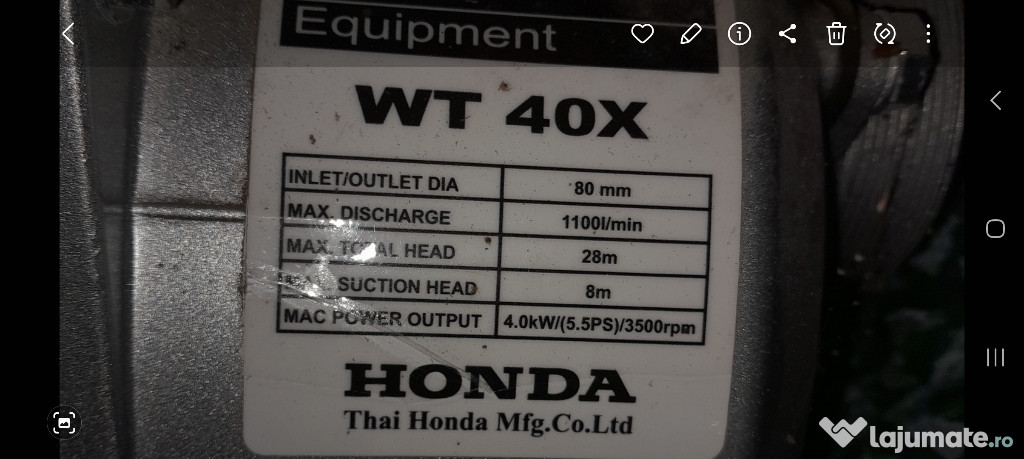 Equipment
WT 40X
INLET/OUTLET DIA 80 mm
MAX. DISCHARGE 1100l/min
MAX. TOTAL HEAD 28m
SUCTION HEAD 8m
MAC POWER OUTPUT 4.0kW/(5.5PS)/3500rpm
HONDA
Thai Honda Mfg.Co.Ltd
lajumate.ro